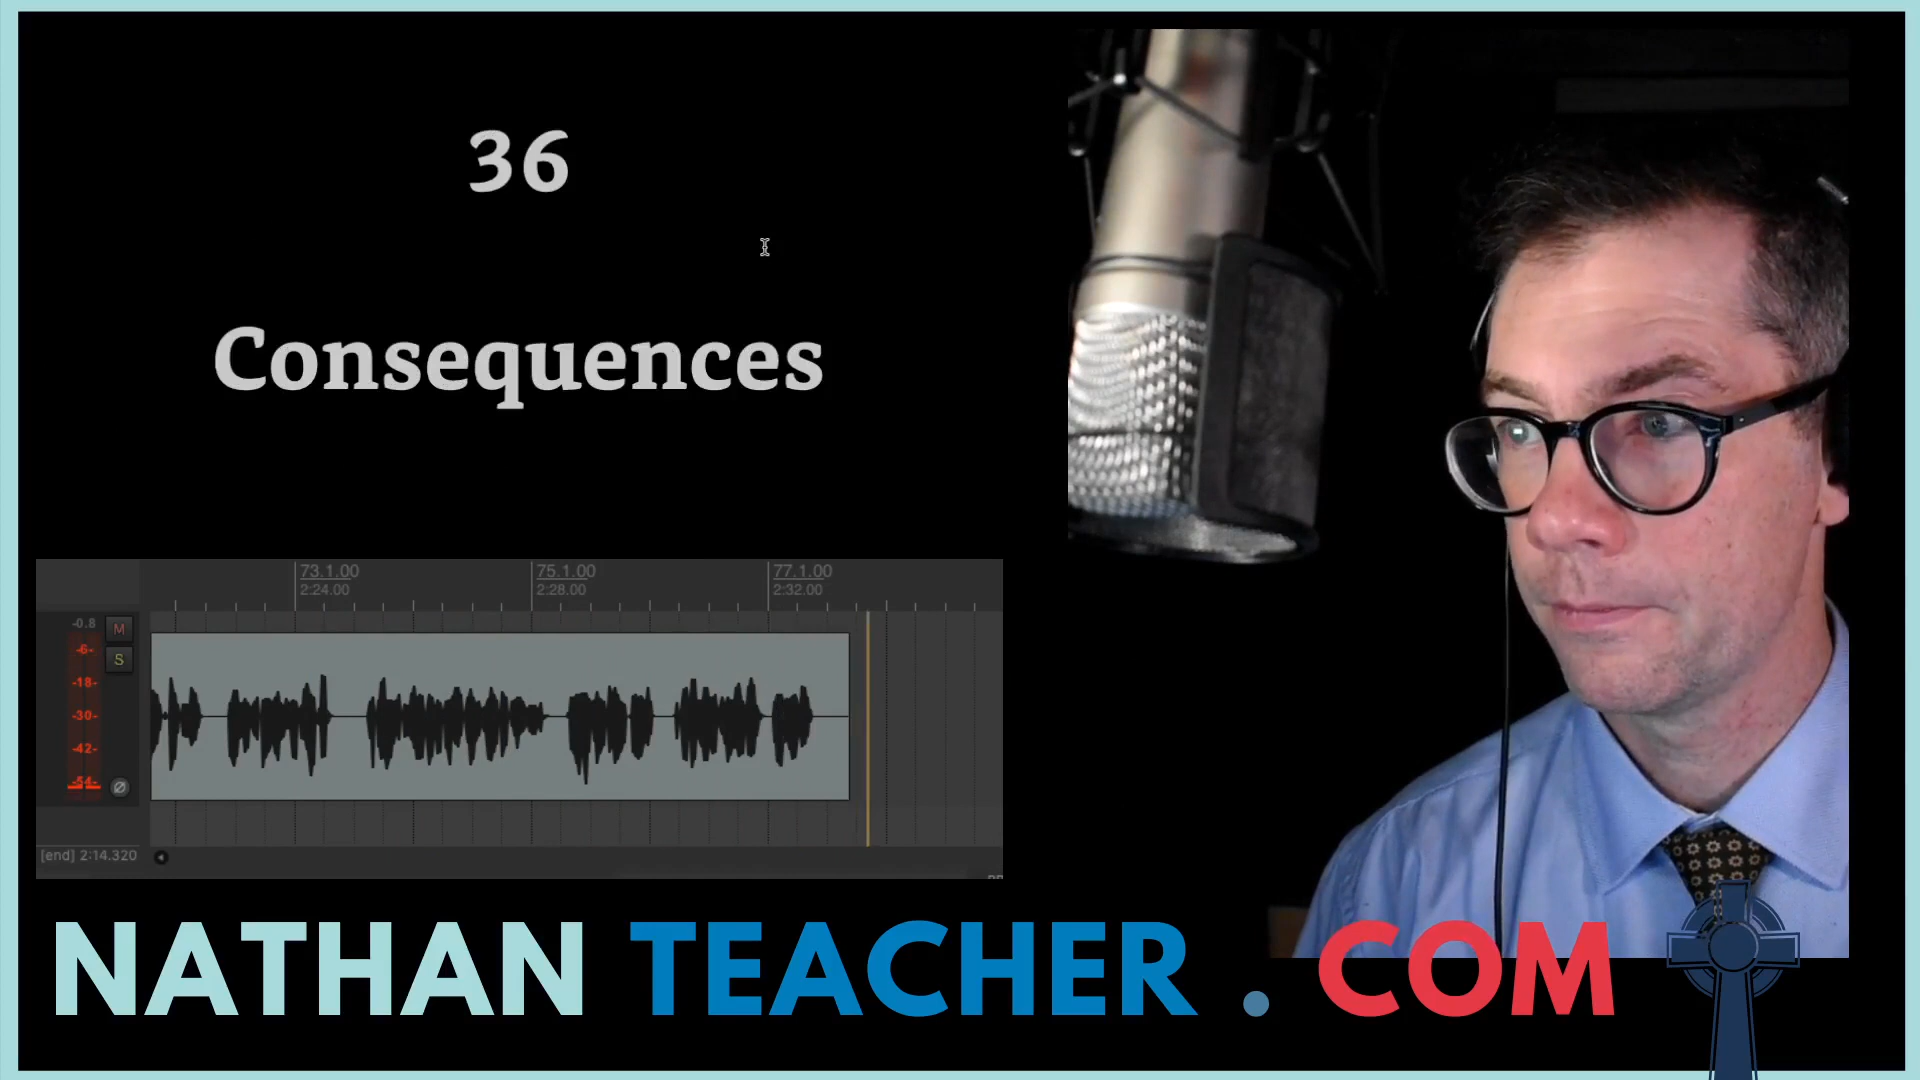 36
Consequences
73.1.00 75.1.00 77.1.00
2:24.00 2:28.00 2:32.00
-0.8 M
-6-
S
-18-
-30-
-42-
-54-
[end] 2:14.320
NATHAN TEACHER . COM